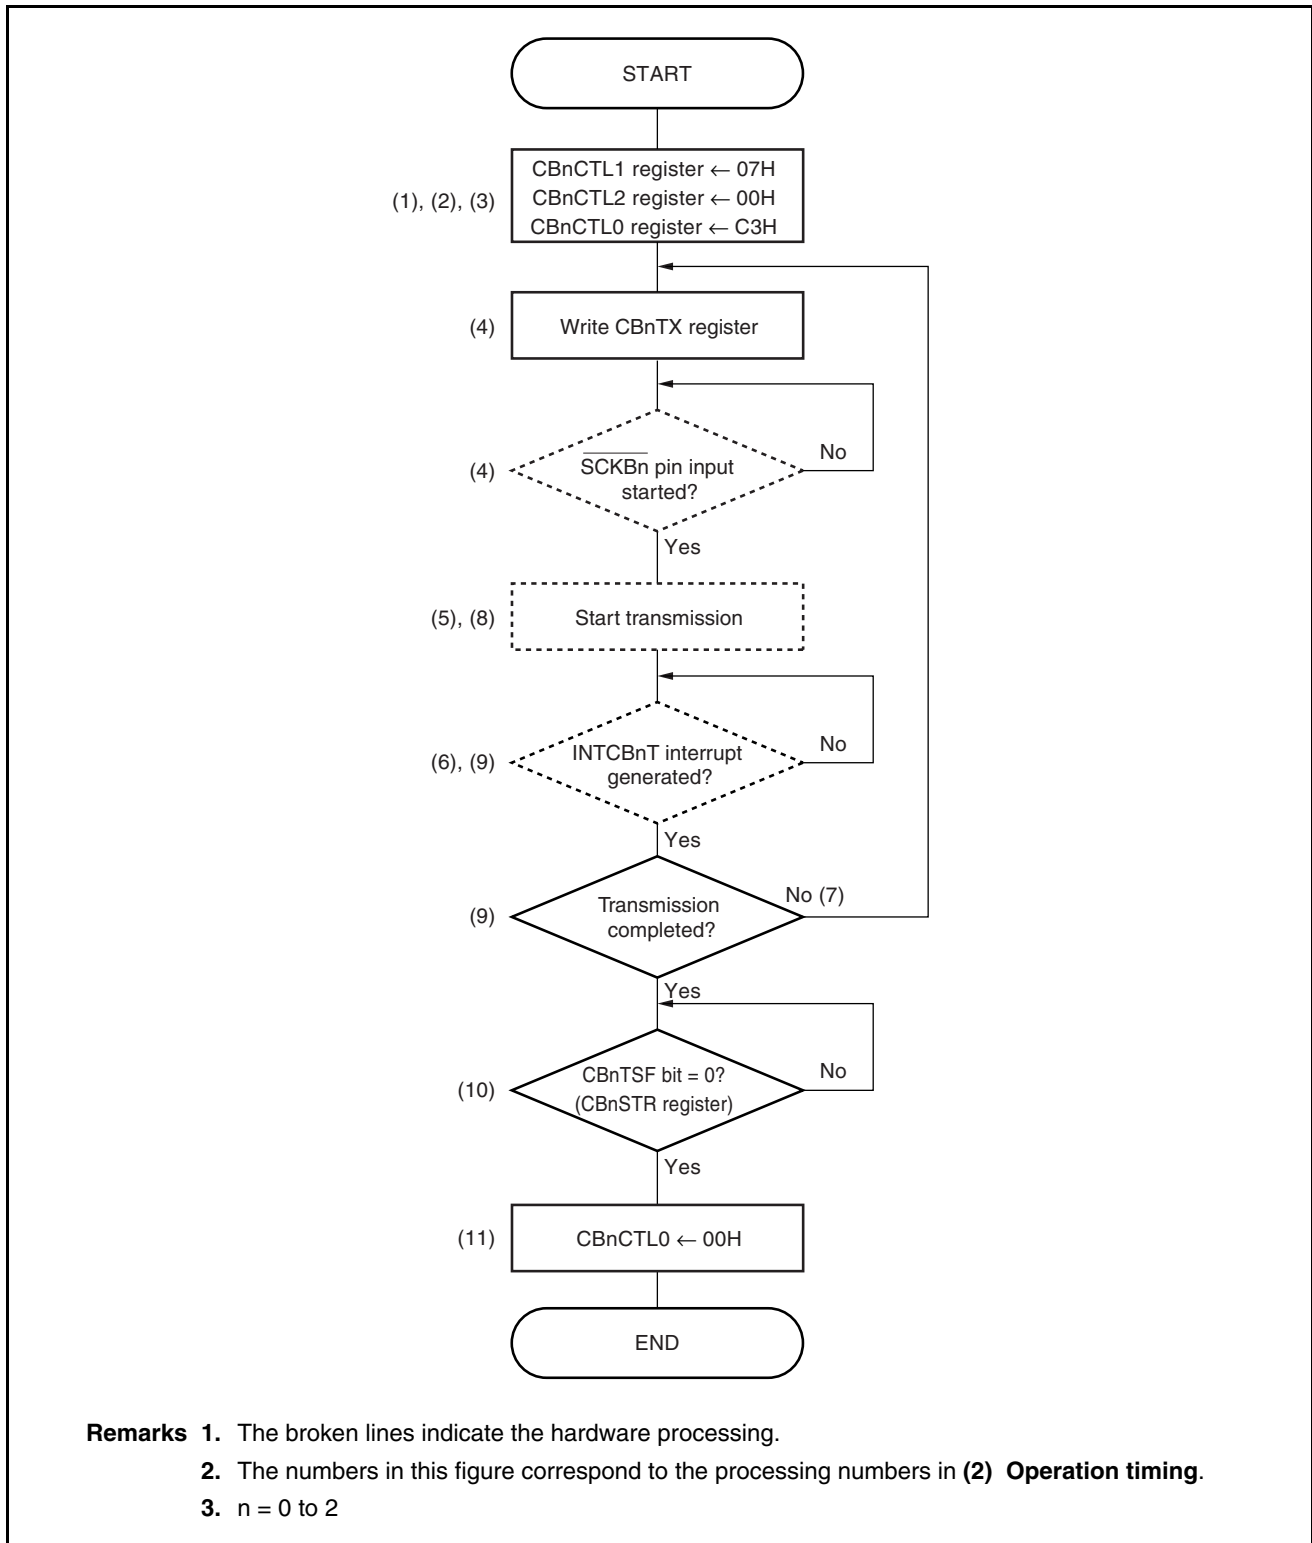 START
CBnCTL1 register ← 07H
(1), (2), (3)
CBnCTL2 register ← 00H
CBnCTL0 register ← C3H
(4)
Write CBnTX register
No
(4)
SCKBn pin input
started?
Yes
(5), (8)
Start transmission
No
(6), (9)
INTCBnT interrupt
generated?
Yes
No (7)
(9)
Transmission
completed?
Yes
No
(10)
CBnTSF bit = 0?
(CBnSTR register)
Yes
(11)
CBnCTL0 ← 00H
END
Remarks 1. The broken lines indicate the hardware processing.
2. The numbers in this figure correspond to the processing numbers in (2) Operation timing.
3. n = 0 to 2